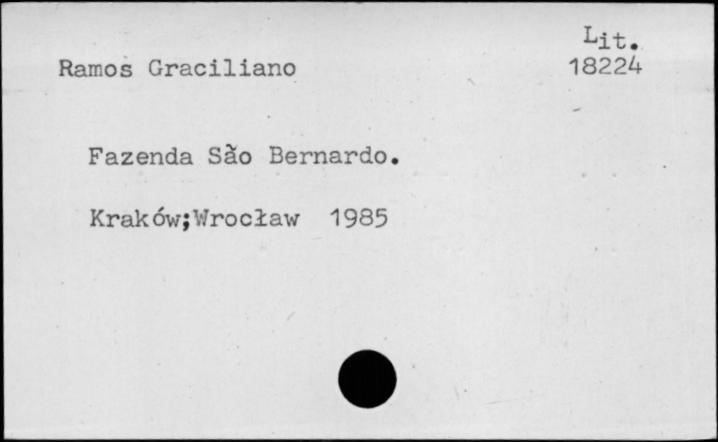 Lit.
Ramos Graciliano 18224
Fazenda São Bernardo.
Kraków;Wrocław 1985